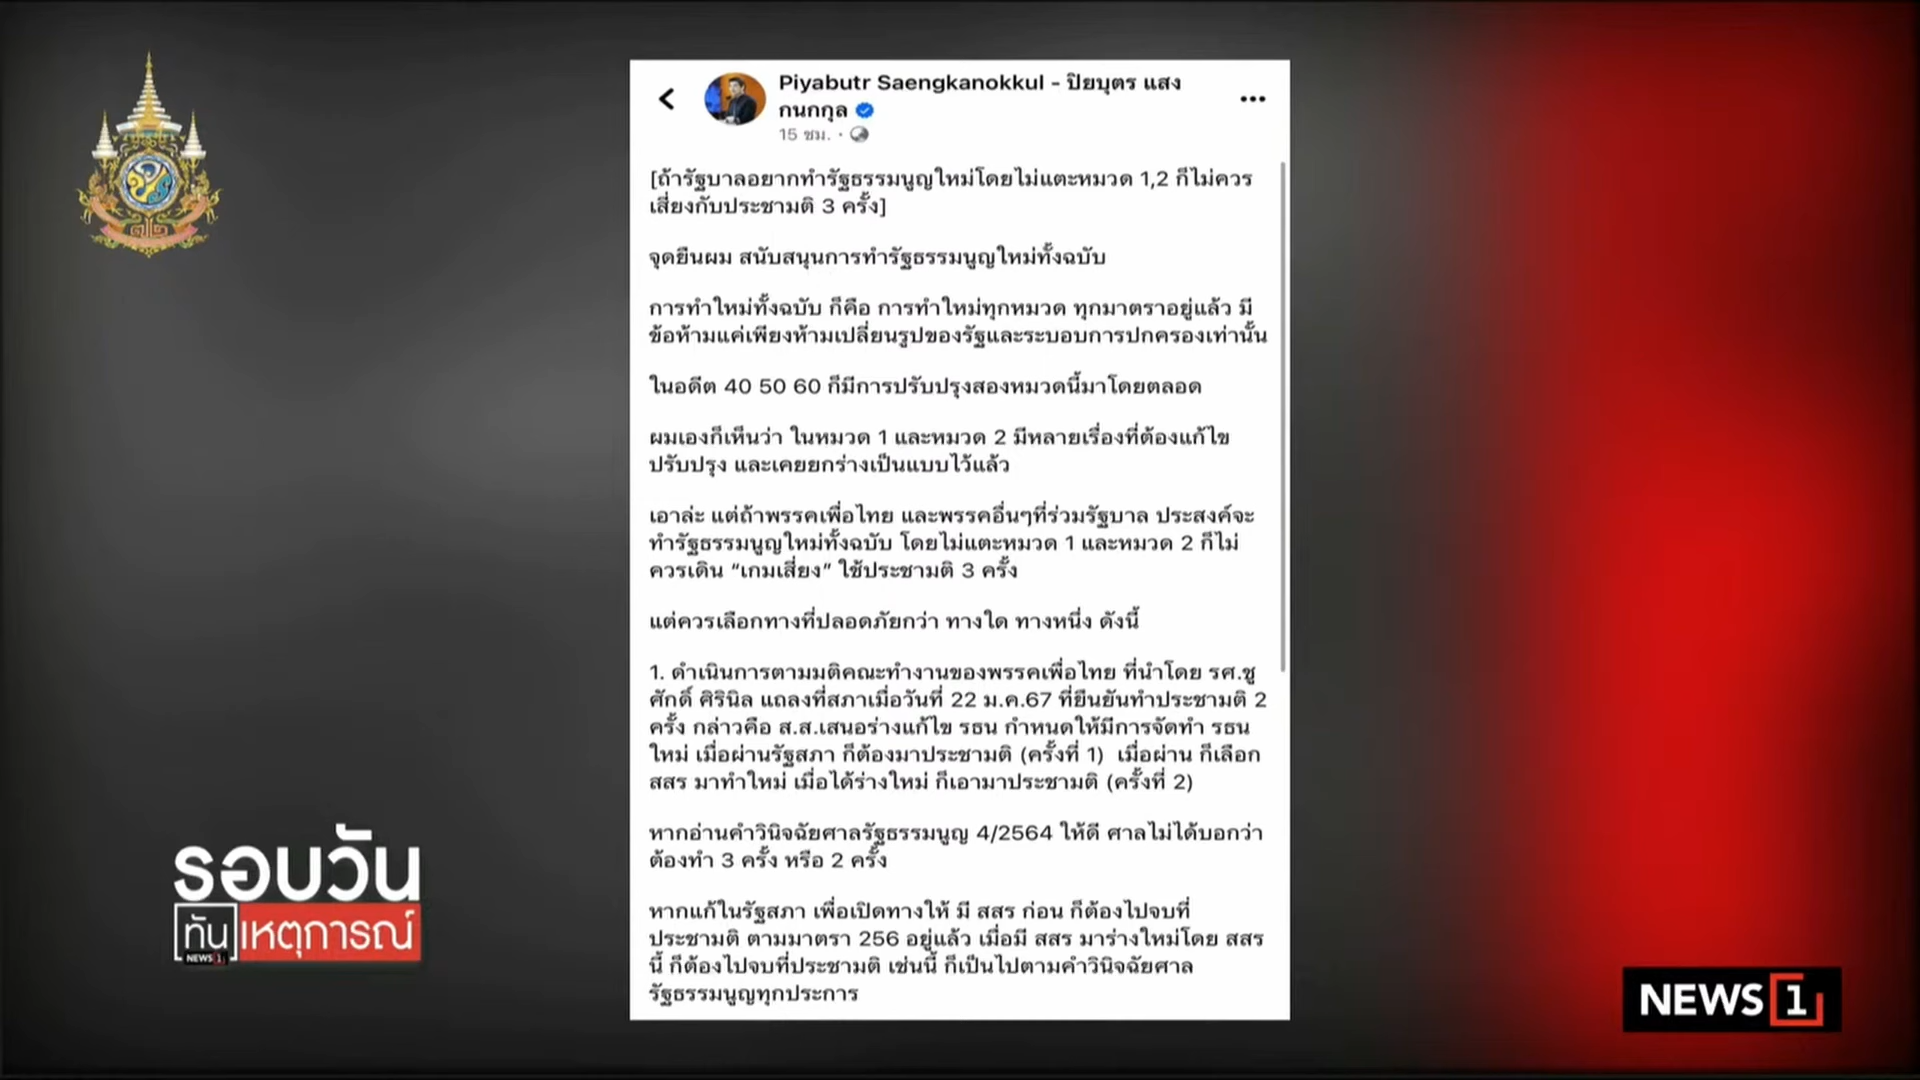 Piyabutr Saengkanokkul - ปิยบุตร แสง
กนกกุล
15 ชม. ·
[ถ้ารัฐบาลอยากทำรัฐธรรมนูญใหม่โดยไม่แตะหมวด 1,2 ก็ไม่ควร
เสี่ยงกับประชามติ 3 ครั้ง]
จุดยืนผม สนับสนุนการทำรัฐธรรมนูญใหม่ทั้งฉบับ
การทำใหม่ทั้งฉบับ ก็คือ การทำใหม่ทุกหมวด ทุกมาตราอยู่แล้ว มี
ข้อห้ามแค่เพียงห้ามเปลี่ยนรูปของรัฐและระบอบการปกครองเท่านั้น
ในอดีต 40 50 60 ก็มีการปรับปรุงสองหมวดนี้มาโดยตลอด
ผมเองก็เห็นว่า ในหมวด 1 และหมวด 2 มีหลายเรื่องที่ต้องแก้ไข
ปรับปรุง และเคยยกร่างเป็นแบบไว้แล้ว
เอาล่ะ แต่ถ้าพรรคเพื่อไทย และพรรคอื่นๆที่ร่วมรัฐบาล ประสงค์จะ
ทำรัฐธรรมนูญใหม่ทั้งฉบับ โดยไม่แตะหมวด 1 และหมวด 2 ก็ไม่
ควรเดิน “เกมเสี่ยง” ใช้ประชามติ 3 ครั้ง
แต่ควรเลือกทางที่ปลอดภัยกว่า ทางใด ทางหนึ่ง ดังนี้
1. ดำเนินการตามมติคณะทำงานของพรรคเพื่อไทย ที่นำโดย รศ.ชู
ศักดิ์ ศิรินิล แถลงที่สภาเมื่อวันที่ 22 ม.ค.67 ที่ยืนยันทำประชามติ 2
ครั้ง กล่าวคือ ส.ส.เสนอร่างแก้ไข รธน กำหนดให้มีการจัดทำ รธน
ใหม่ เมื่อผ่านรัฐสภา ก็ต้องมาประชามติ (ครั้งที่ 1)  เมื่อผ่าน ก็เลือก
สสร มาทำใหม่ เมื่อได้ร่างใหม่ ก็เอามาประชามติ (ครั้งที่ 2)
หากอ่านคำวินิจฉัยศาลรัฐธรรมนูญ 4/2564 ให้ดี ศาลไม่ได้บอกว่า
ต้องทำ 3 ครั้ง หรือ 2 ครั้ง
หากแก้ในรัฐสภา เพื่อเปิดทางให้ มี สสร ก่อน ก็ต้องไปจบที่
ประชามติ ตามมาตรา 256 อยู่แล้ว เมื่อมี สสร มาร่างใหม่โดย สสร
นี้ ก็ต้องไปจบที่ประชามติ เช่นนี้ ก็เป็นไปตามคำวินิจฉัยศาล
รัฐธรรมนูญทุกประการ
รอบวัน
ทันเหตุการณ์
NEWS 1
NEWS 1